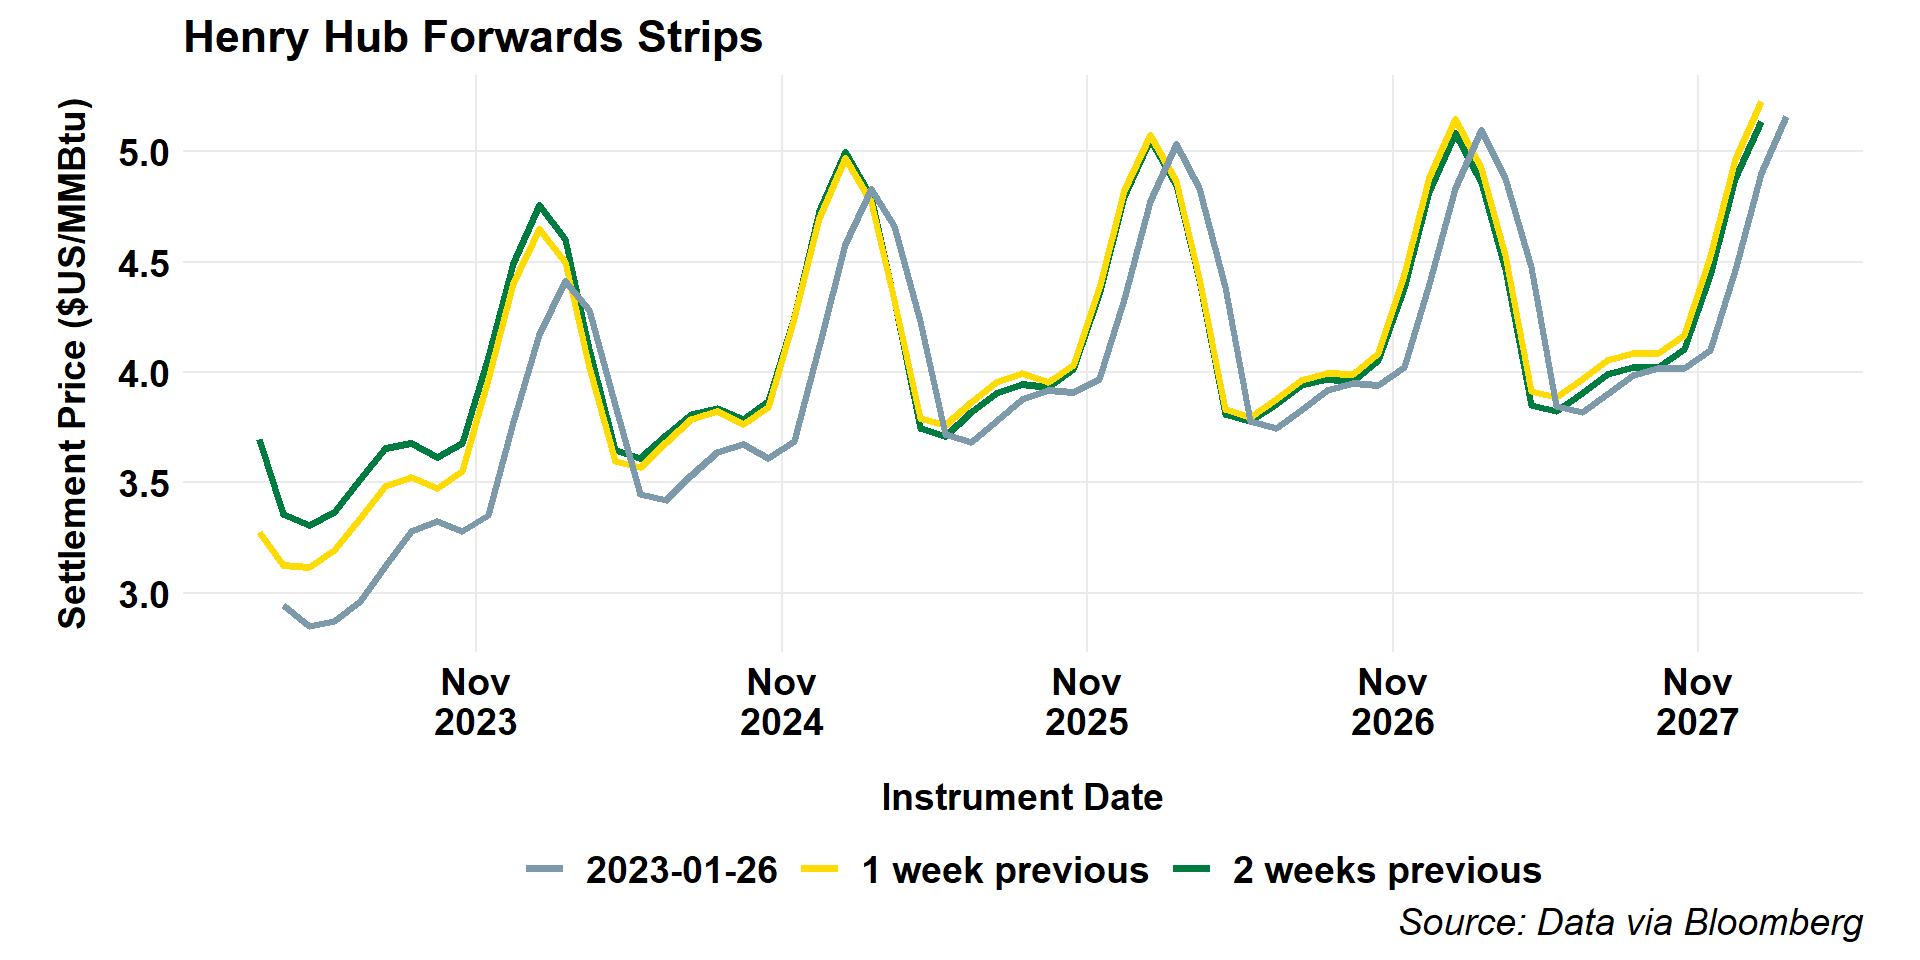 Henry Hub Forwards Strips
Settlement Price ($US/MMBtu)
5.0
4.5
4.0
3.5
3.0
Nov 2023
Nov 2024
Nov 2025
Nov 2026
Nov 2027
Instrument Date
2023-01-26
1 week previous
2 weeks previous
Source: Data via Bloomberg